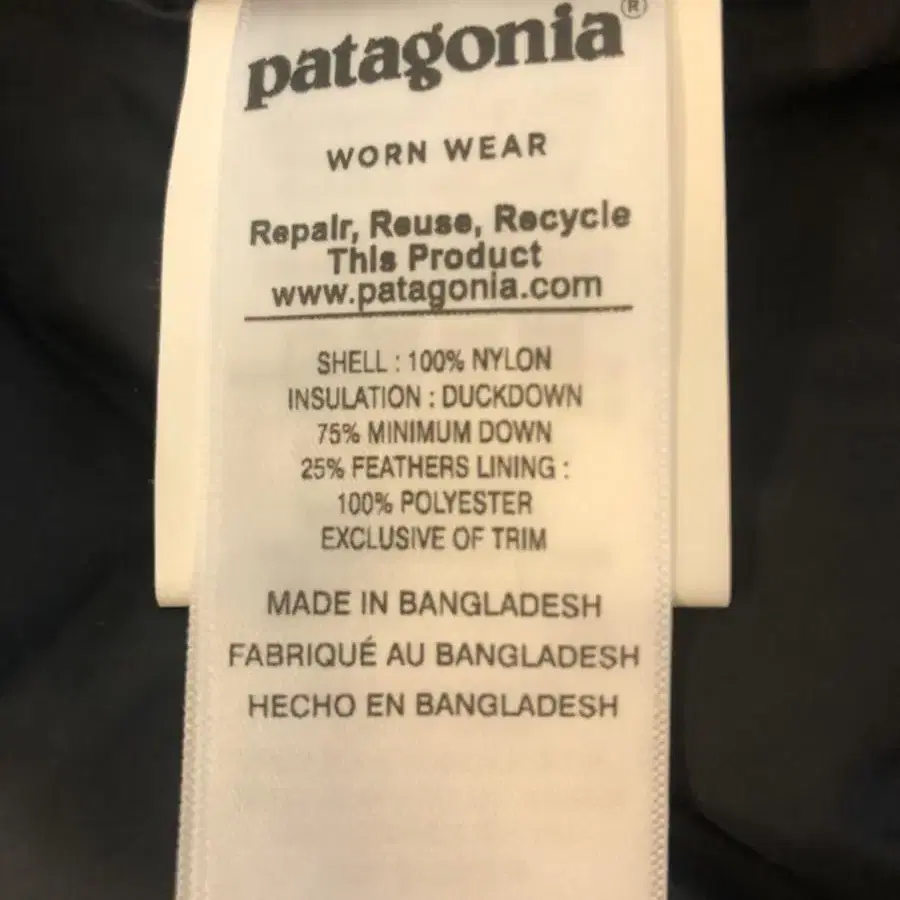 patagonia®
WORN WEAR
Repair, Reuse, Recycle
This Product
www.patagonia.com
SHELL : 100% NYLON
INSULATION : DUCKDOWN
75% MINIMUM DOWN
25% FEATHERS LINING :
100% POLYESTER
EXCLUSIVE OF TRIM
MADE IN BANGLADESH
FABRIQUÉ AU BANGLADESH
HECHO EN BANGLADESH